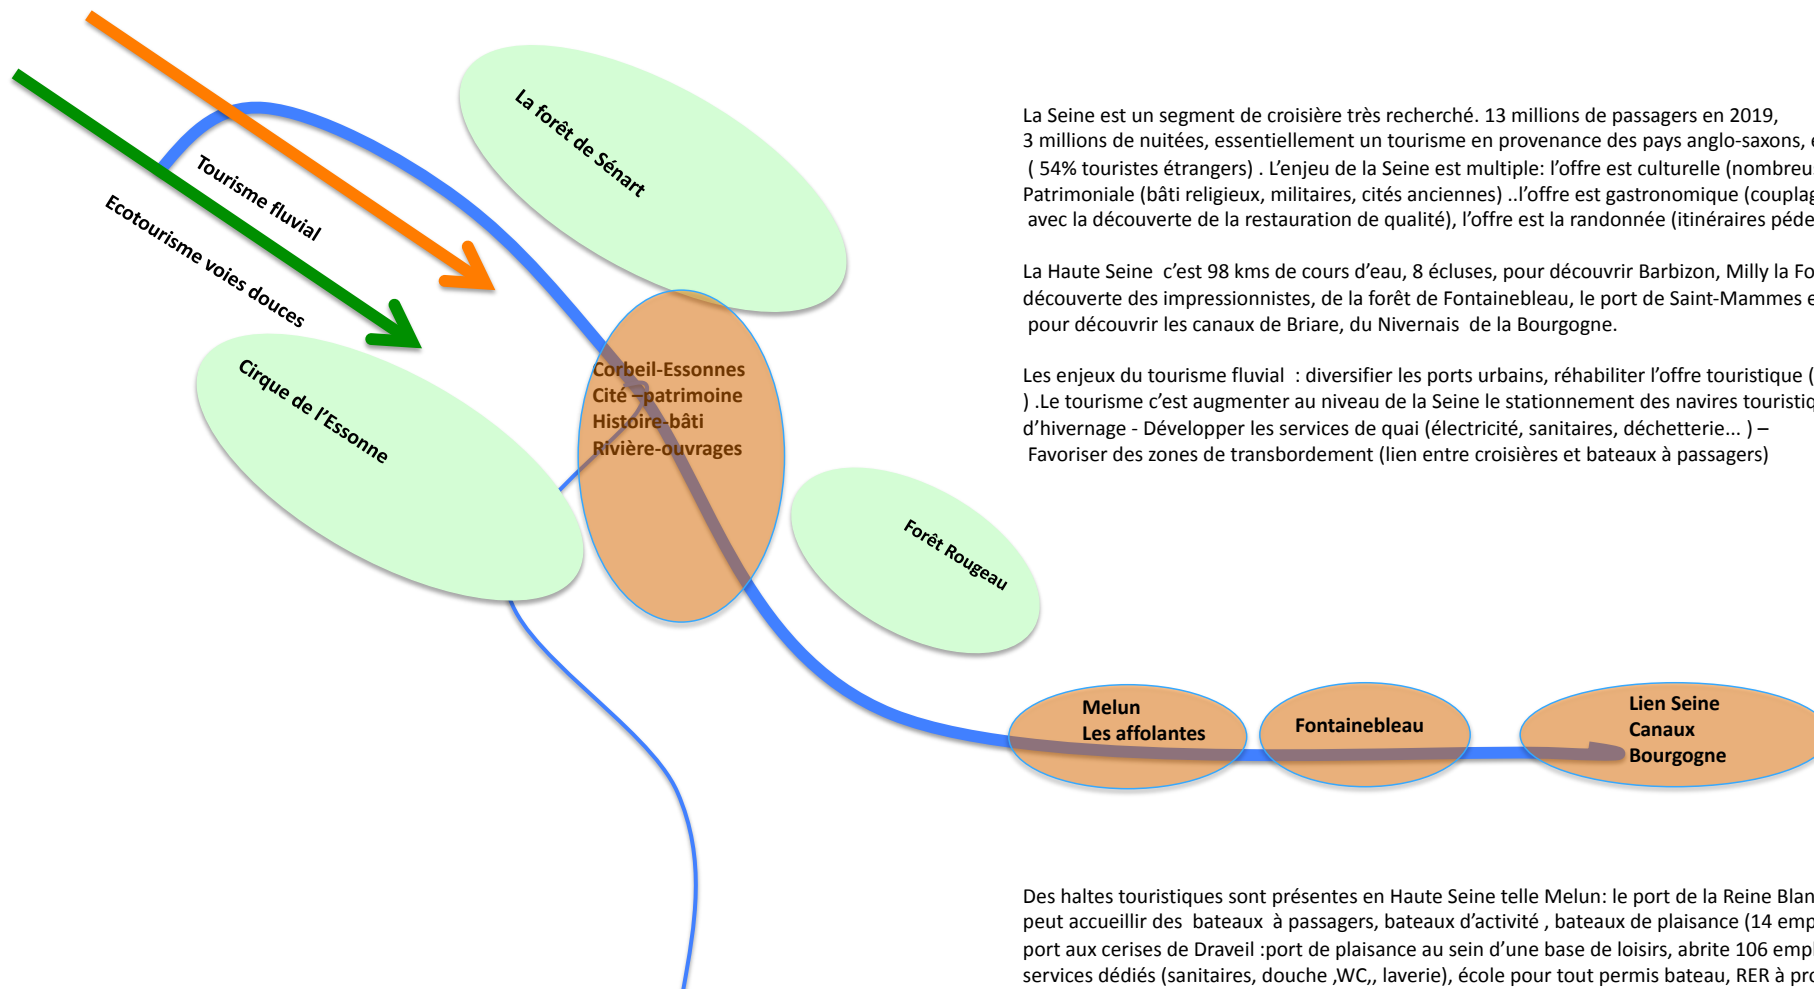 La forêt de Sénart
Tourisme fluvial
Ecotourisme voies douces
Cirque de l’Essonne
Corbeil-Essonnes
Cité –patrimoine
Histoire-bâti
Rivière-ouvrages
Forêt Rougeau
Melun
Les affolantes
Fontainebleau
Lien Seine
Canaux
Bourgogne
La Seine est un segment de croisière très recherché. 13 millions de passagers en 2019,
3 millions de nuitées, essentiellement un tourisme en provenance des pays anglo-saxons,
( 54% touristes étrangers) . L’enjeu de la Seine est multiple: l’offre est culturelle (nombreu
Patrimoniale (bâti religieux, militaires, cités anciennes) ..l’offre est gastronomique (couplag
avec la découverte de la restauration de qualité), l’offre est la randonnée (itinéraires péde
La Haute Seine c’est 98 kms de cours d’eau, 8 écluses, pour découvrir Barbizon, Milly la Fo
découverte des impressionnistes, de la forêt de Fontainebleau, le port de Saint-Mammes e
pour découvrir les canaux de Briare, du Nivernais de la Bourgogne.
Les enjeux du tourisme fluvial : diversifier les ports urbains, réhabiliter l’offre touristique (
) .Le tourisme c’est augmenter au niveau de la Seine le stationnement des navires touristiq
d’hivernage - Développer les services de quai (électricité, sanitaires, déchetterie... ) –
Favoriser des zones de transbordement (lien entre croisières et bateaux à passagers)
Des haltes touristiques sont présentes en Haute Seine telle Melun: le port de la Reine Blan
peut accueillir des bateaux à passagers, bateaux d’activité , bateaux de plaisance (14 emp
port aux cerises de Draveil :port de plaisance au sein d’une base de loisirs, abrite 106 empl
services dédiés (sanitaires, douche ,WC,, laverie), école pour tout permis bateau, RER à pro